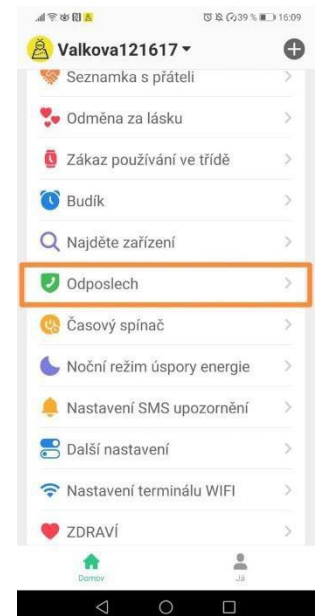 39 % 16:09
Valkova121617
Seznamka s přáteli
Odměna za lásku
Zákaz používání ve třídě
Budík
Najděte zařízení
Odposlech
Časový spínač
Noční režim úspory energie
Nastavení SMS upozornění
Další nastavení
Nastavení terminálu WIFI
ZDRAVÍ
Domov Já